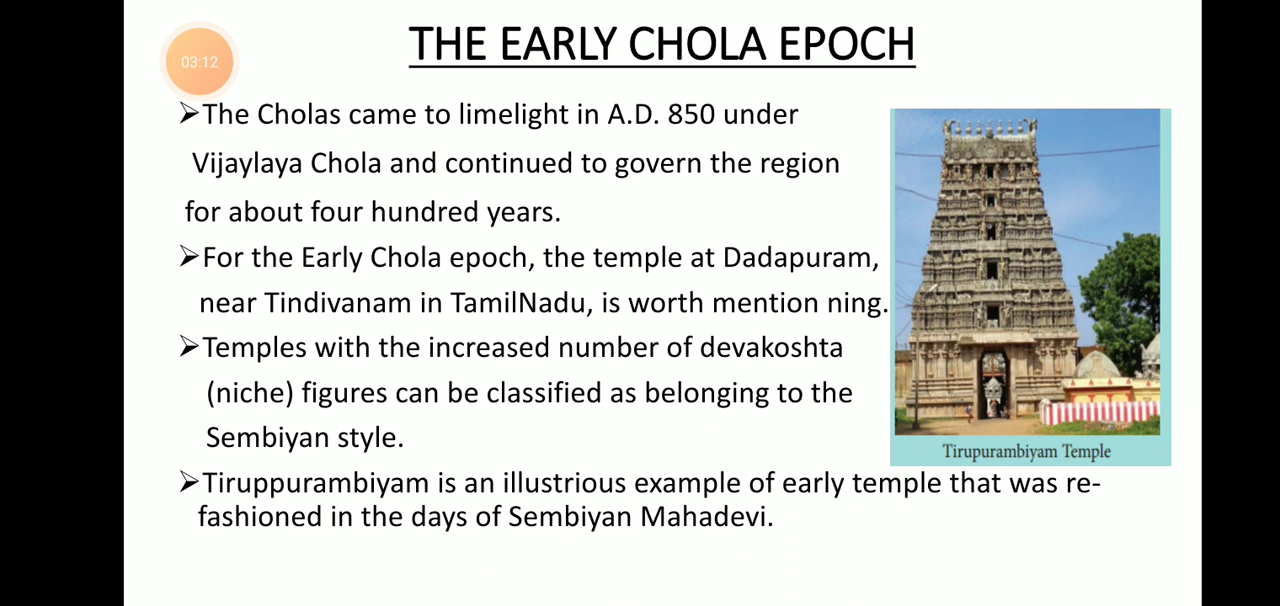 THE EARLY CHOLA EPOCH
03:12
➢The Cholas came to limelight in A.D. 850 under
Vijaylaya Chola and continued to govern the region
for about four hundred years.
➢For the Early Chola epoch, the temple at Dadapuram,
near Tindivanam in TamilNadu, is worth mention ning.
➢Temples with the increased number of devakoshta
(niche) figures can be classified as belonging to the
Sembiyan style.
Tirupurambiyam Temple
➢Tiruppurambiyam is an illustrious example of early temple that was re-
fashioned in the days of Sembiyan Mahadevi.